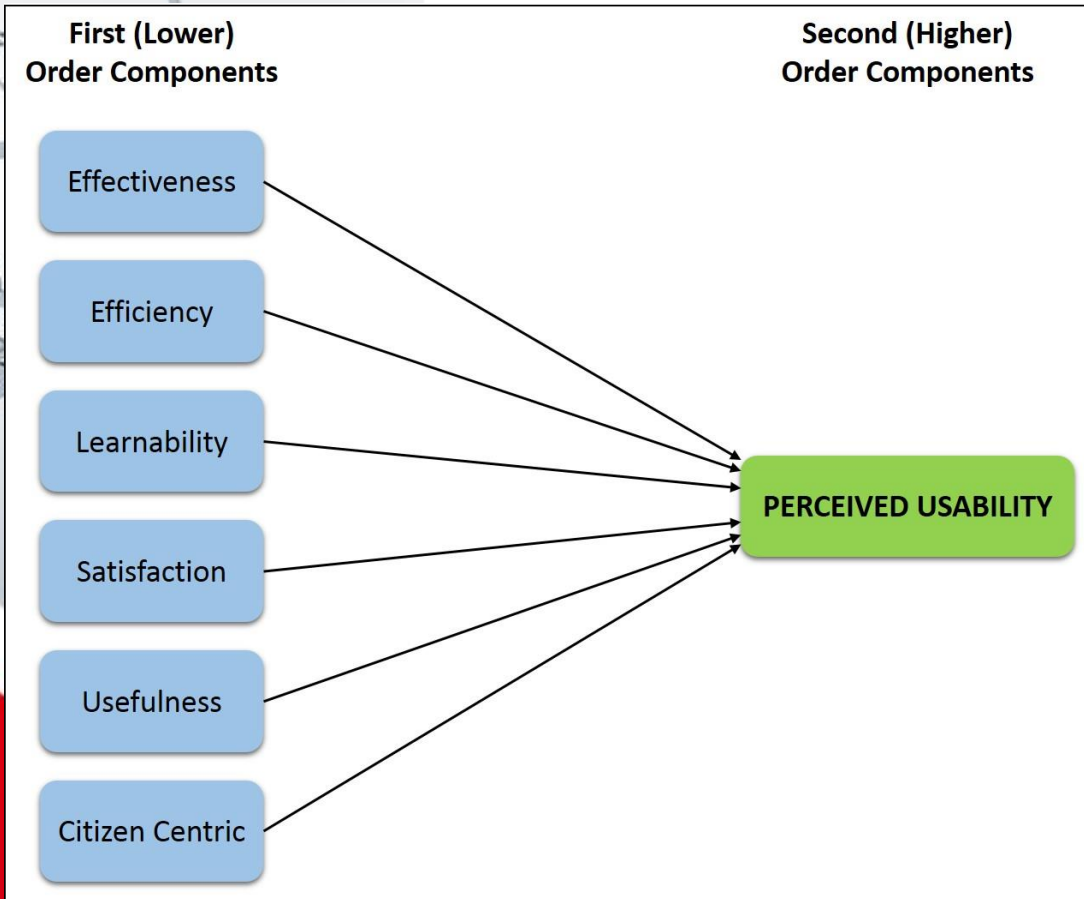 First (Lower)
Order Components
Second (Higher)
Order Components
Effectiveness
Efficiency
Learnability
Satisfaction
Usefulness
Citizen Centric
PERCEIVED USABILITY